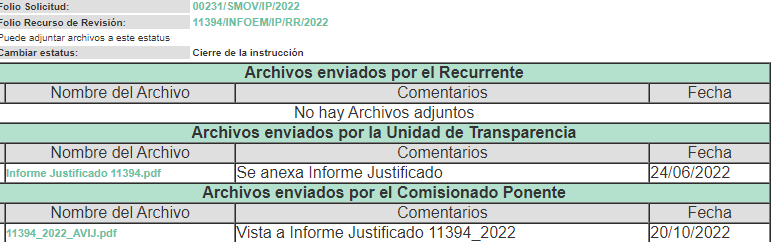 Folio Solicitud: 00231/SMOV/IP/2022
Folio Recurso de Revisión: 11394/INFOEM/IP/RR/2022
Puede adjuntar archivos a este estatus
Cambiar estatus: Cierre de la instrucción
Archivos enviados por el Recurrente
Nombre del Archivo Comentarios Fecha
No hay Archivos adjuntos
Archivos enviados por la Unidad de Transparencia
Nombre del Archivo Comentarios Fecha
Informe Justificado 11394.pdf Se anexa Informe Justificado 24/06/2022
Archivos enviados por el Comisionado Ponente
Nombre del Archivo Comentarios Fecha
11394_2022_AVIJ.pdf Vista a Informe Justificado 11394_2022 20/10/2022